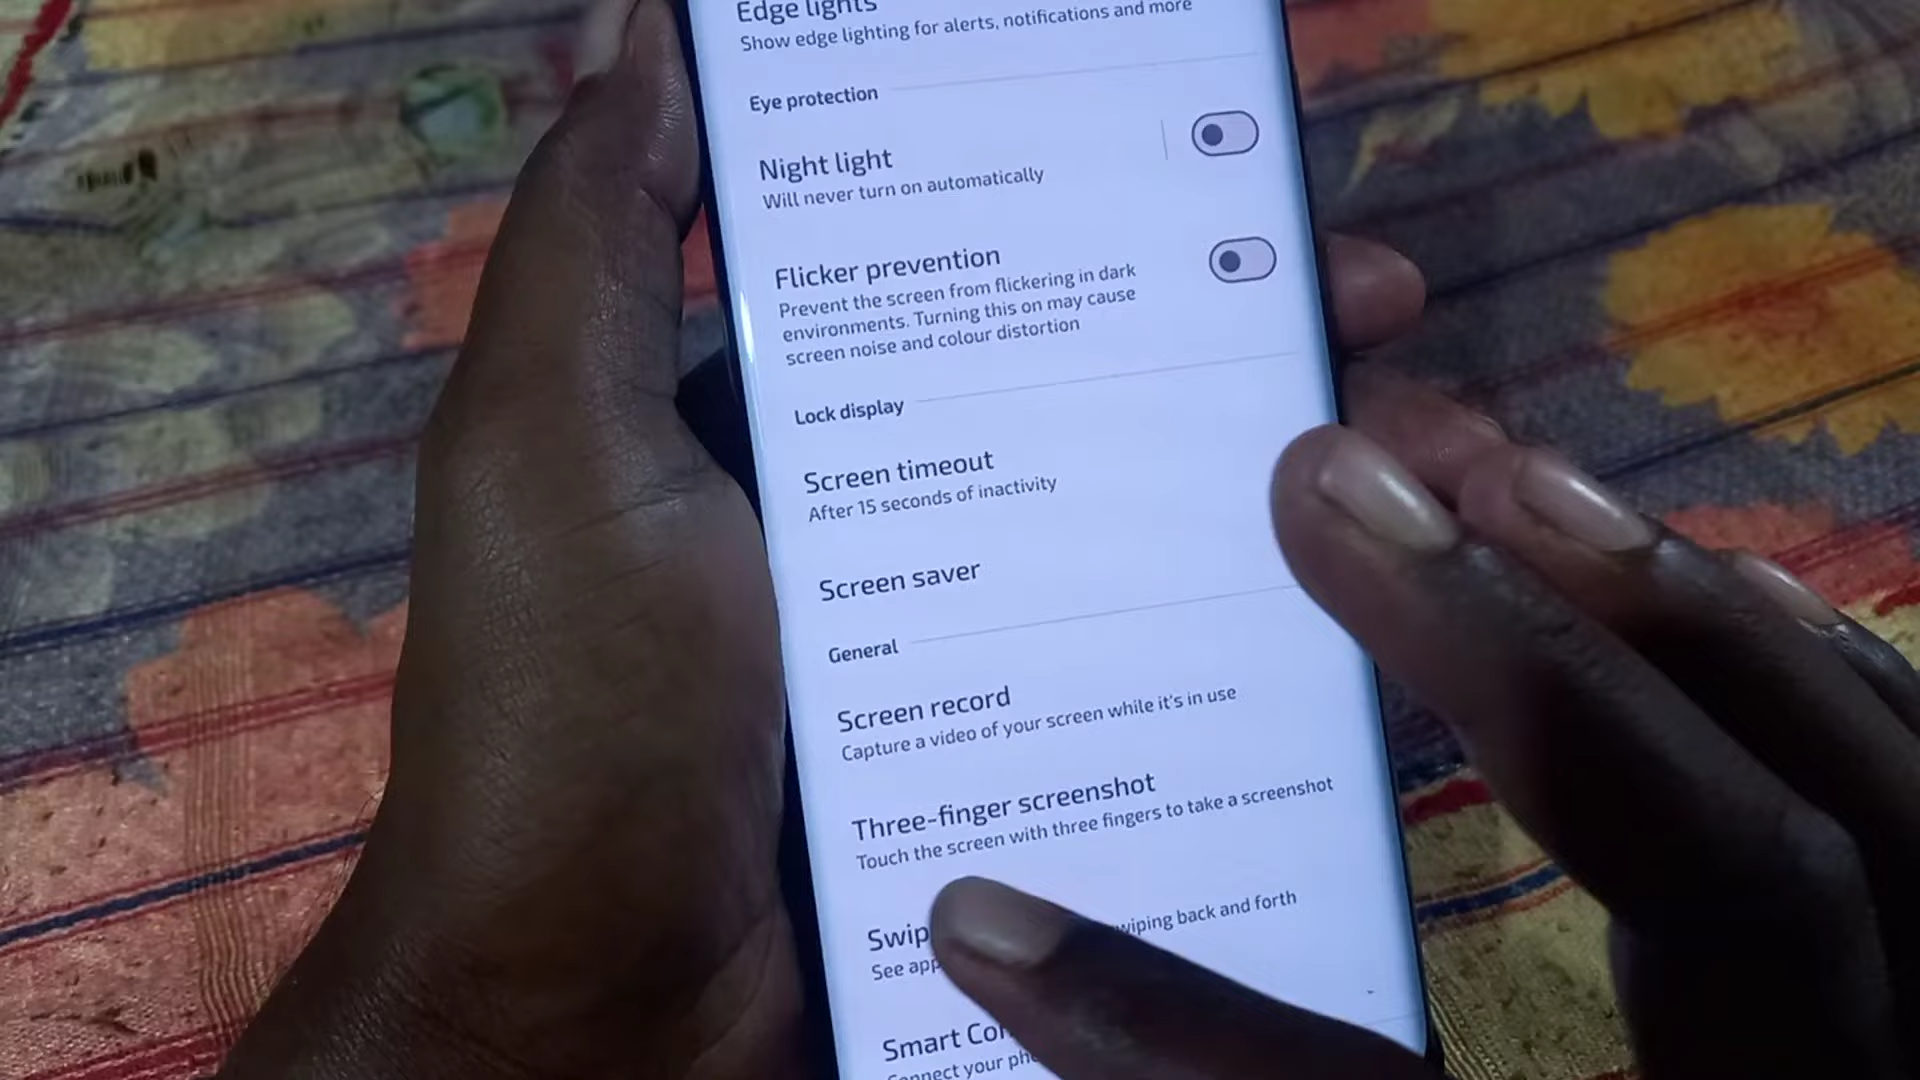 Edge lights
Show edge lighting for alerts, notifications and more
Eye protection
Night light
Will never turn on automatically
Flicker prevention
Prevent the screen from flickering in dark
environments. Turning this on may cause
screen noise and colour distortion
Lock display
Screen timeout
After 15 seconds of inactivity
Screen saver
General
Screen record
Capture a video of your screen while it's in use
Three-finger screenshot
Touch the screen with three fingers to take a screenshot
See back and forth
Smart
Connect your